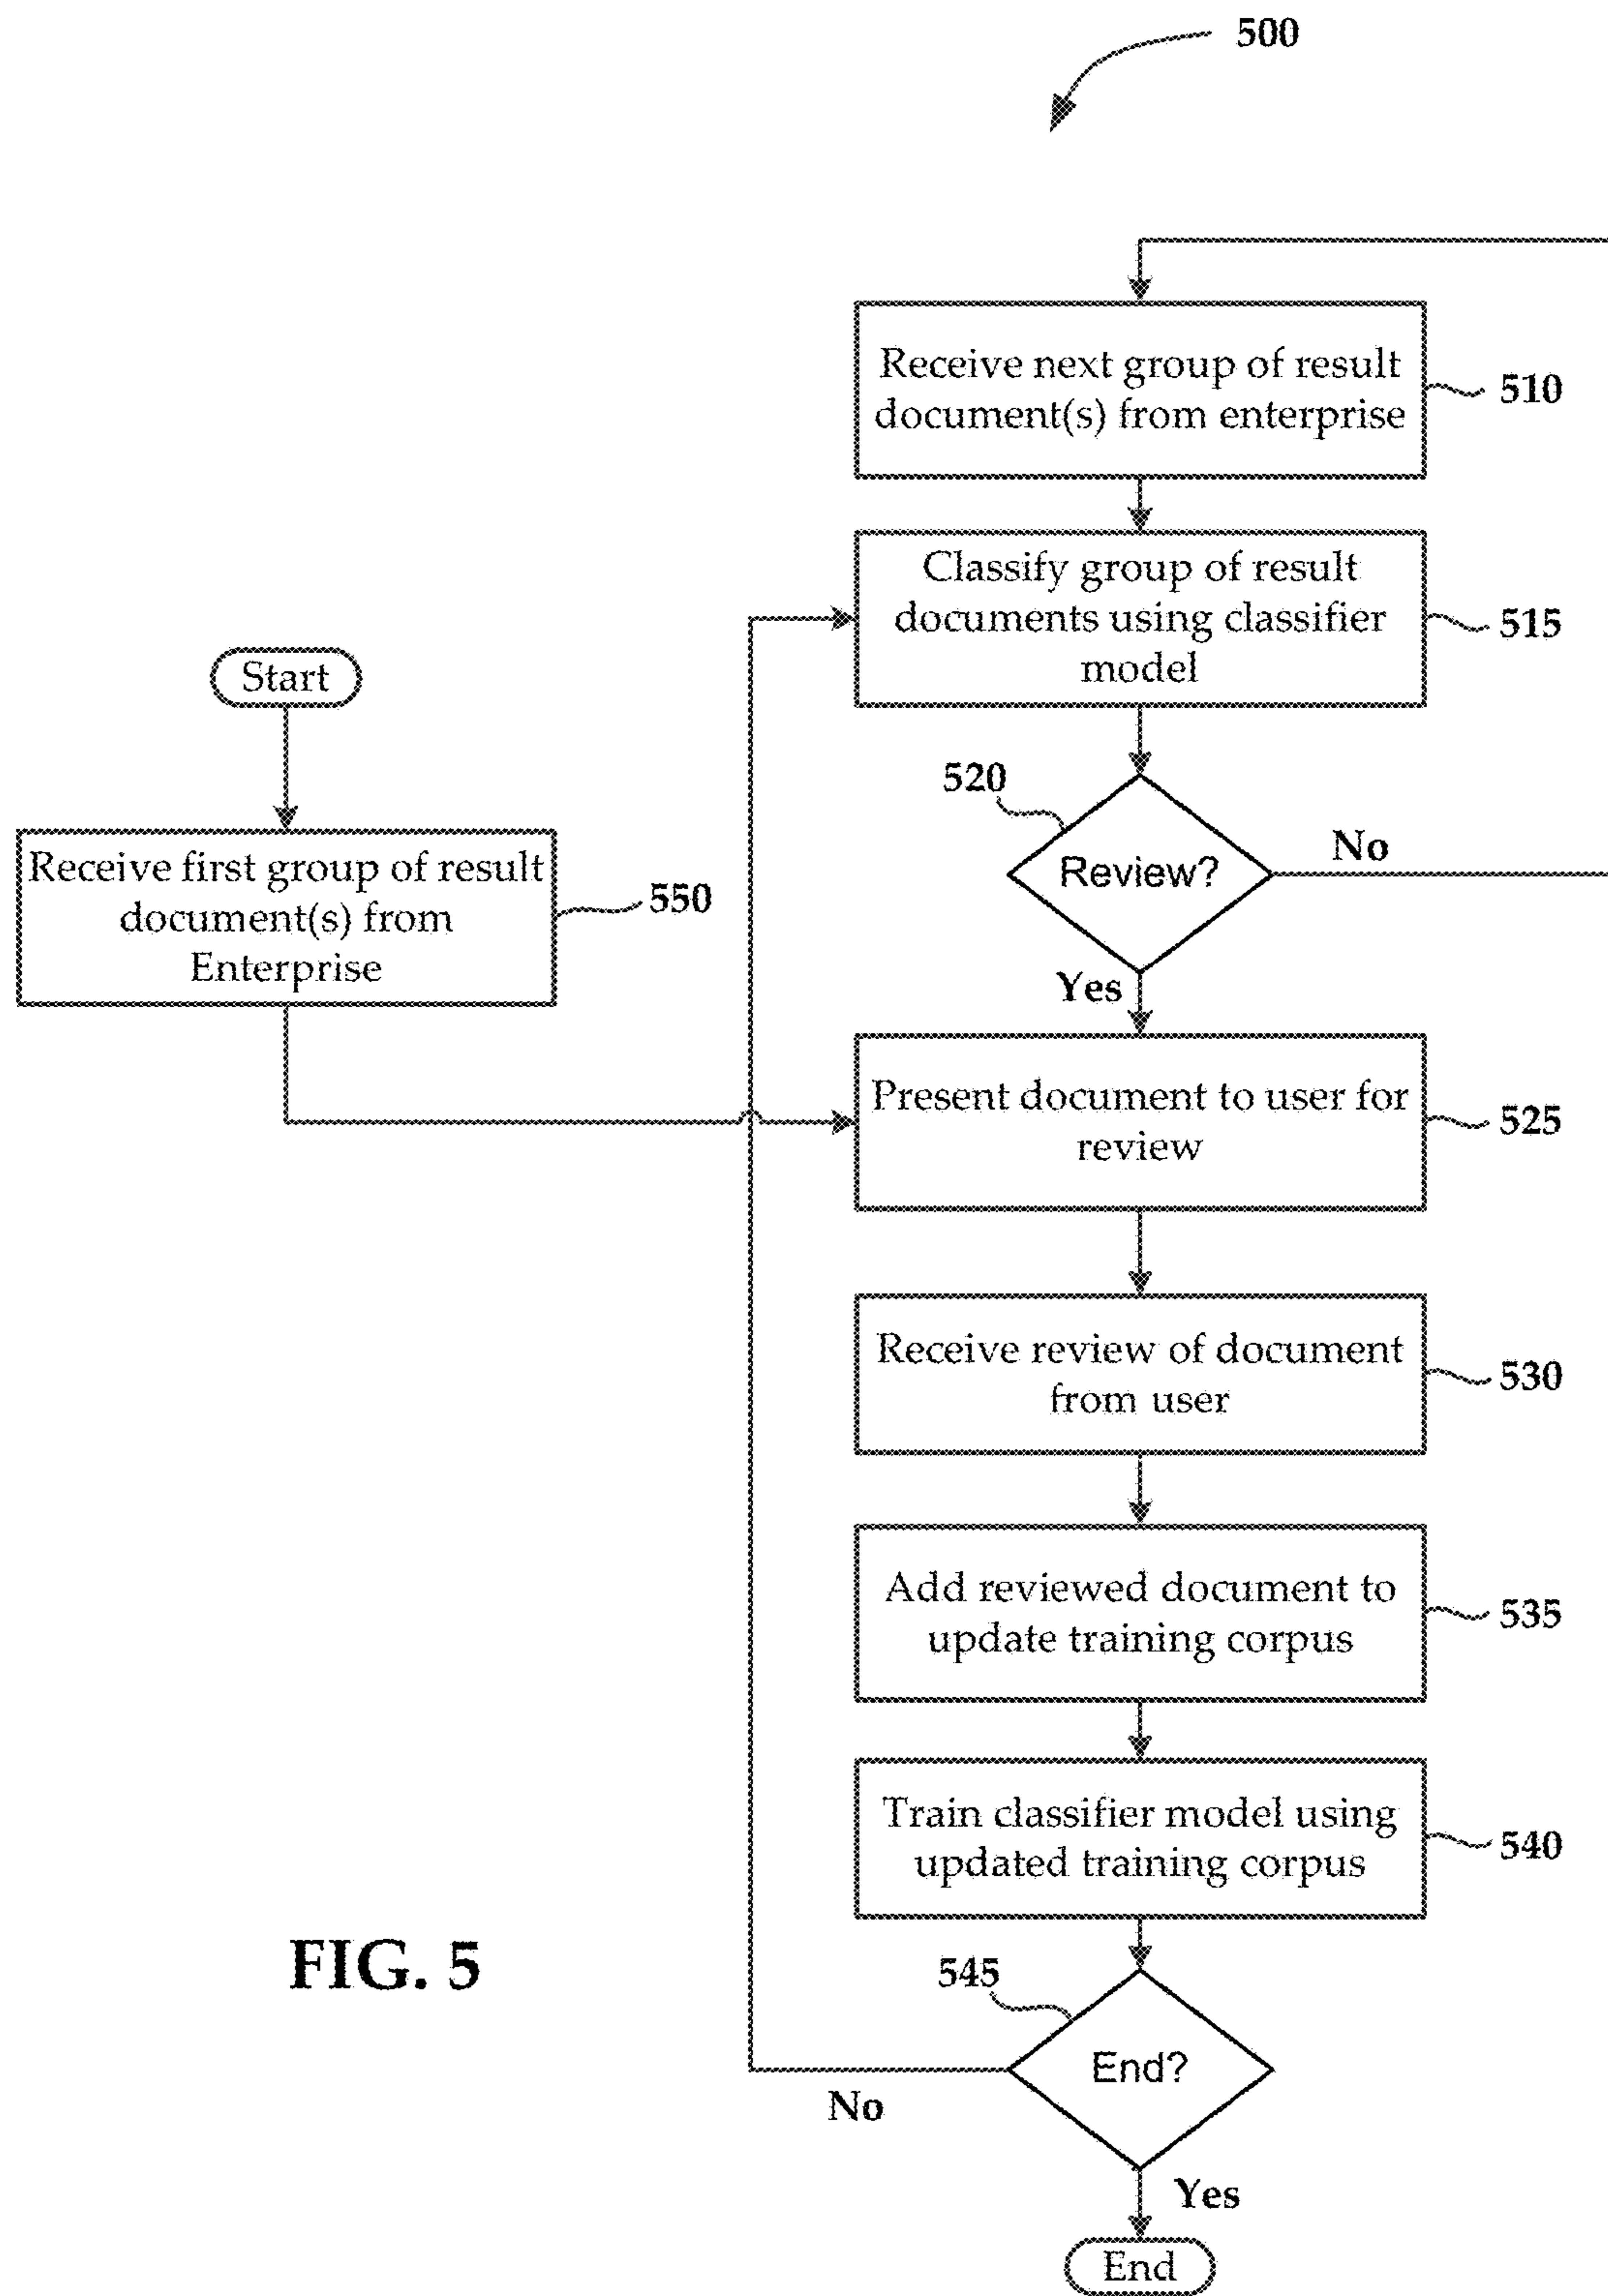 500
Receive next group of result
document(s) from enterprise
510
Classify group of result
documents using classifier
model
515
Start
520
Review?
No
Receive first group of result
document(s) from
Enterprise
550
Yes
Present document to user for
review
525
Receive review of document
from user
530
Add reviewed document to
update training corpus
535
Train classifier model using
updated training corpus
540
FIG. 5
545
End?
No
Yes
End